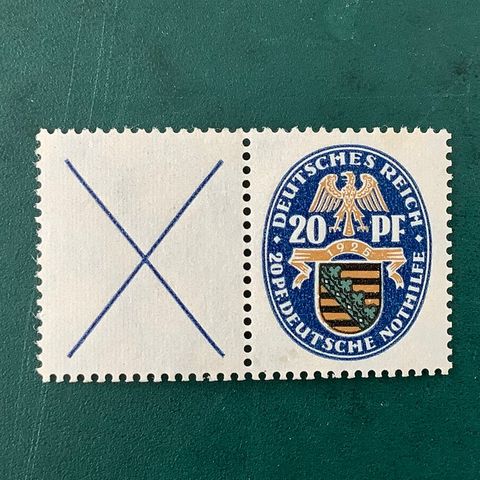 DEUTSCHES REICH
20 PF
1925
20 PF DEUTSCHE NOTHILFE